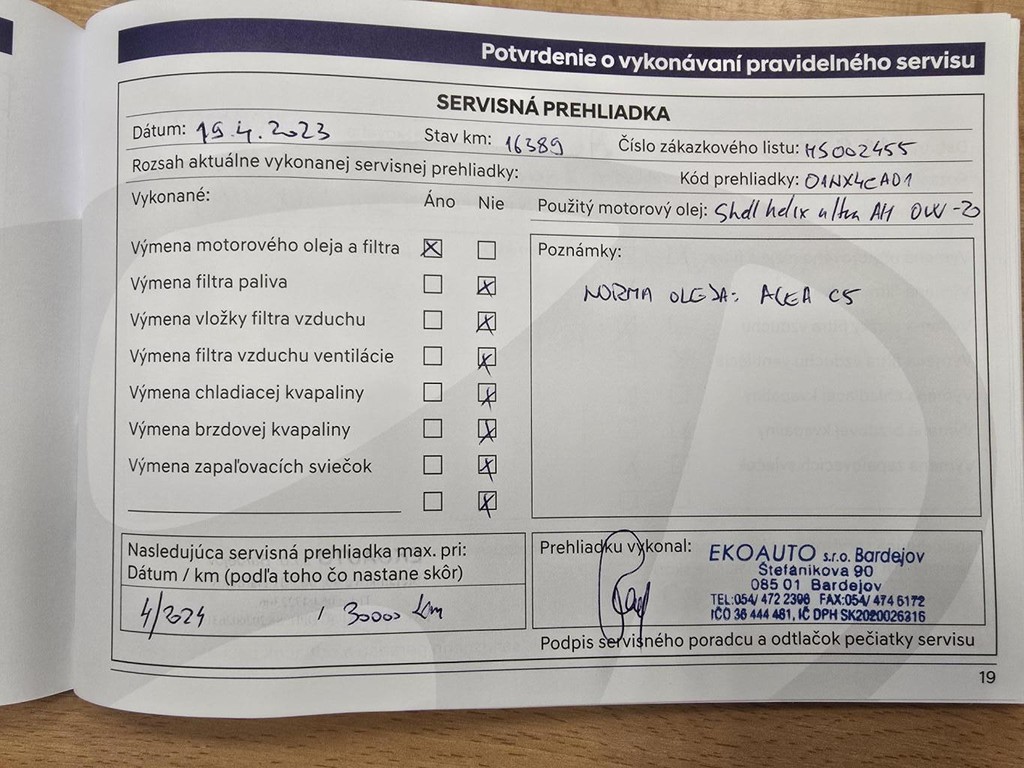 Potvrdenie o vykonávaní pravidelného servisu
SERVISNÁ PREHLIADKA
Dátum: 19.4.2023 Stav km: 16389 Číslo zákazkového listu: MS002455
Rozsah aktuálne vykonanej servisnej prehliadky: Kód prehliadky: 01NX4CAD1
Vykonané: Áno Nie Použitý motorový olej: Shell helix ultra AH 0W-20
Výmena motorového oleja a filtra Poznámky:
Výmena filtra paliva
NORMA OLEJA: ACEA C5
Výmena vložky filtra vzduchu
Výmena filtra vzduchu ventilácie
Výmena chladiacej kvapaliny
Výmena brzdovej kvapaliny
Výmena zapaľovacích sviečok
Nasledujúca servisná prehliadka max. pri:
Dátum / km (podľa toho čo nastane skôr)
4/2024 / 30000 km
Prehliadku vykonal:
EKOAUTO s.r.o. Bardejov
Štefánikova 90
085 01 Bardejov
TEL:054/ 472 2396 FAX:054/ 474 6172
IČO 36 444 481, IČ DPH SK2020026316
Podpis servisného poradcu a odtlačok pečiatky servisu
19